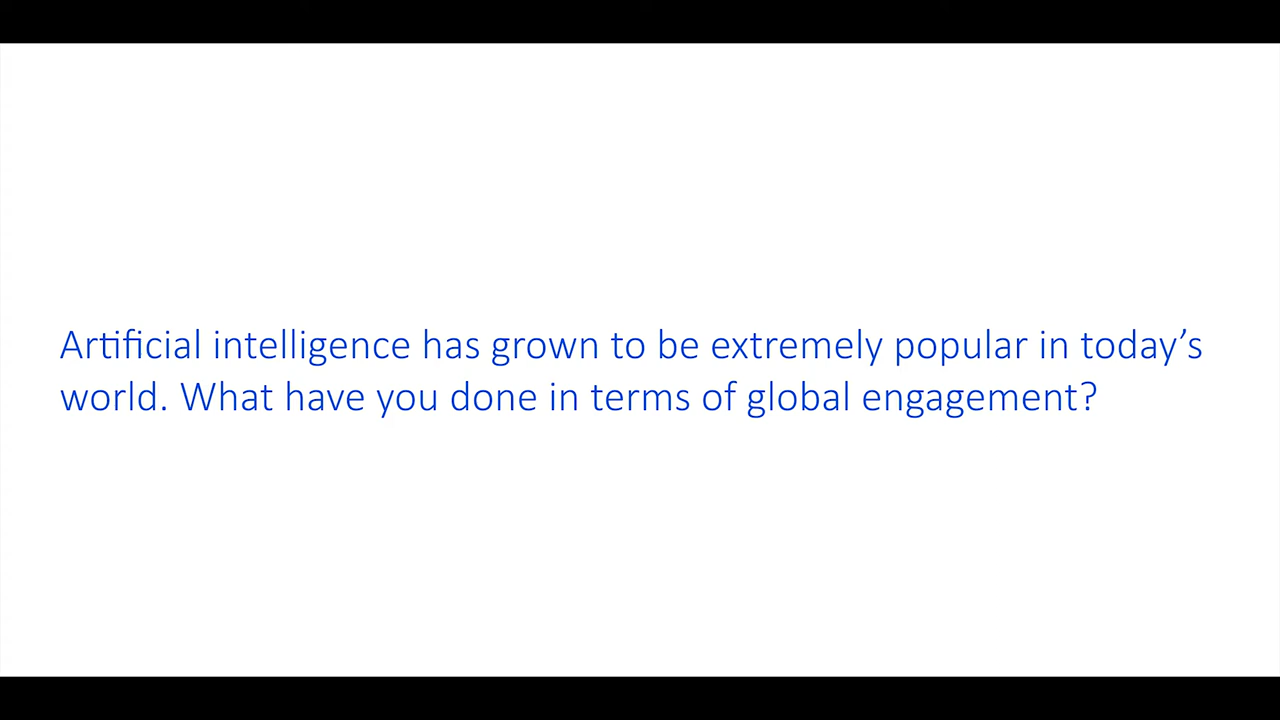 Artificial intelligence has grown to be extremely popular in today’s
world. What have you done in terms of global engagement?